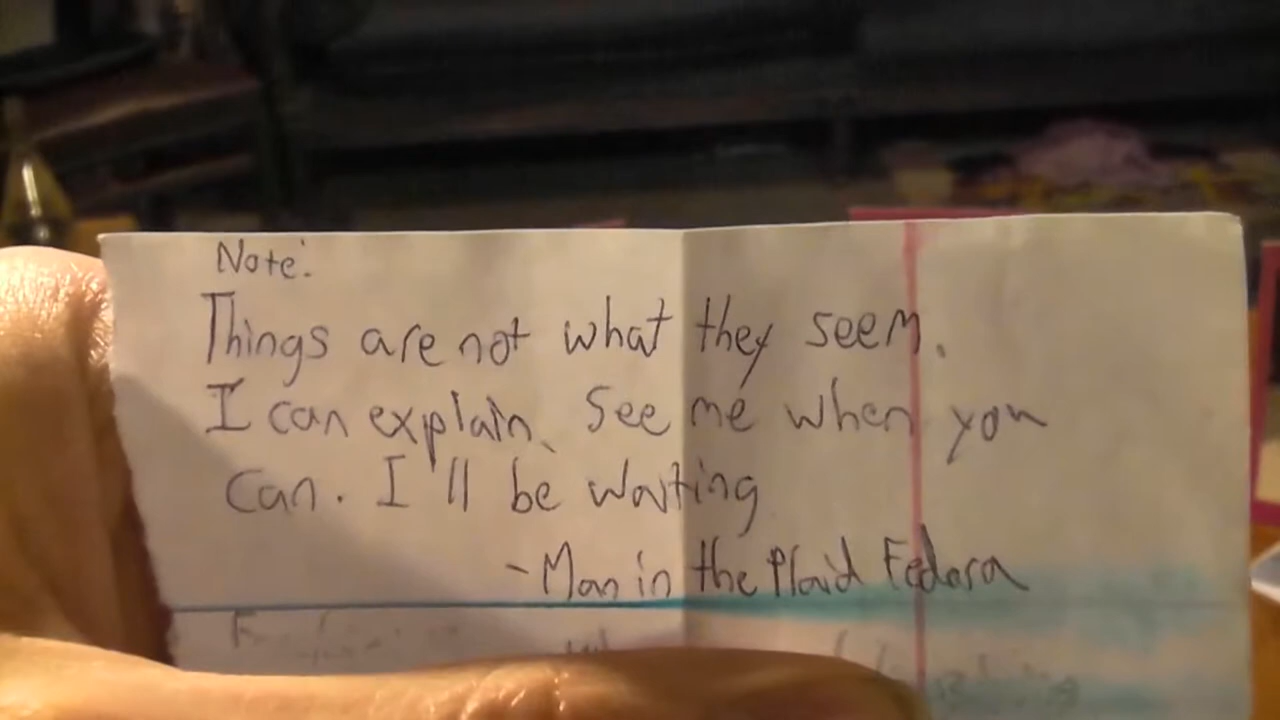 Note:
Things are not what they seem.
I can explain. See me when you
can. I'll be waiting
-Man in the Plaid Fedora